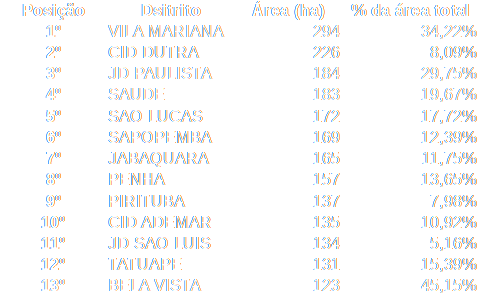 Posição Dsitrito Área (ha) % da área total
1º VILA MARIANA 294 34,22%
2º CID DUTRA 226 8,09%
3º JD PAULISTA 184 29,75%
4º SAUDE 183 19,67%
5º SAO LUCAS 172 17,72%
6º SAPOPEMBA 169 12,39%
7º JABAQUARA 165 11,75%
8º PENHA 157 13,65%
9º PIRITUBA 137 7,98%
10º CID ADEMAR 135 10,92%
11º JD SAO LUIS 134 5,16%
12º TATUAPE 131 15,39%
13º BELA VISTA 123 45,15%